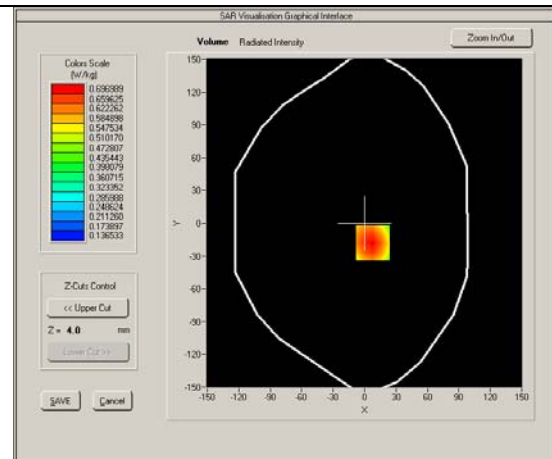 SAR Visualisation Graphical Interface
Volume Radiated Intensity
Zoom In/Out
Colors Scale
(W/kg)
0.696989
0.659625
0.622262
0.584898
0.547534
0.510170
0.472807
0.435443
0.398079
0.360715
0.323352
0.285988
0.248624
0.211260
0.173897
0.136533
Z-Cuts Control
<< Upper Cut
Z = 4.0 mm
Lower Cut >>
SAVE Cancel
150-
120-
90-
60-
30-
0-
-30-
-60-
-90-
-120-
-150-
Y
-150 -120 -90 -60 -30 0 30 60 90 120 150
X